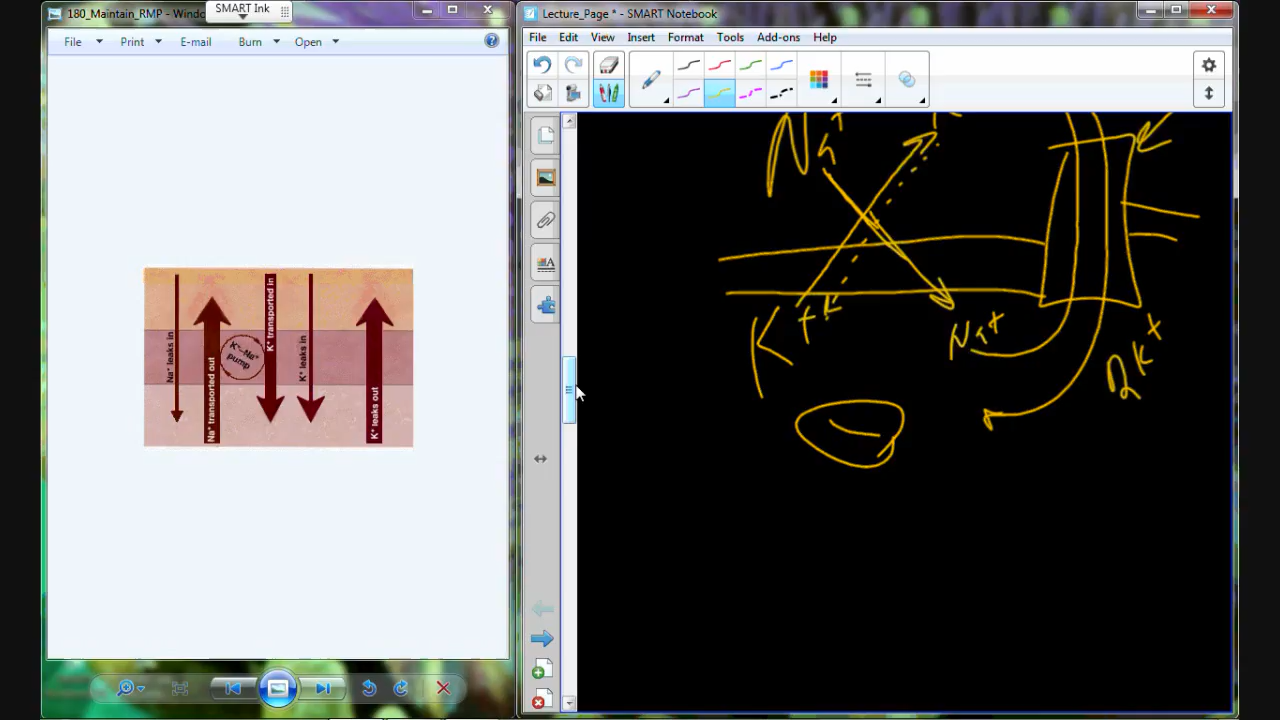 180_Maintain_RMP - Windc
SMART Ink
File Print E-mail Burn Open
Na⁺ leaks in
Na⁺ transported out
K⁺–Na⁺
pump
K⁺ transported in
K⁺ leaks in
K⁺ leaks out
Lecture_Page * - SMART Notebook
File Edit View Insert Format Tools Add-ons Help
Na+
K+
Na+
2K+